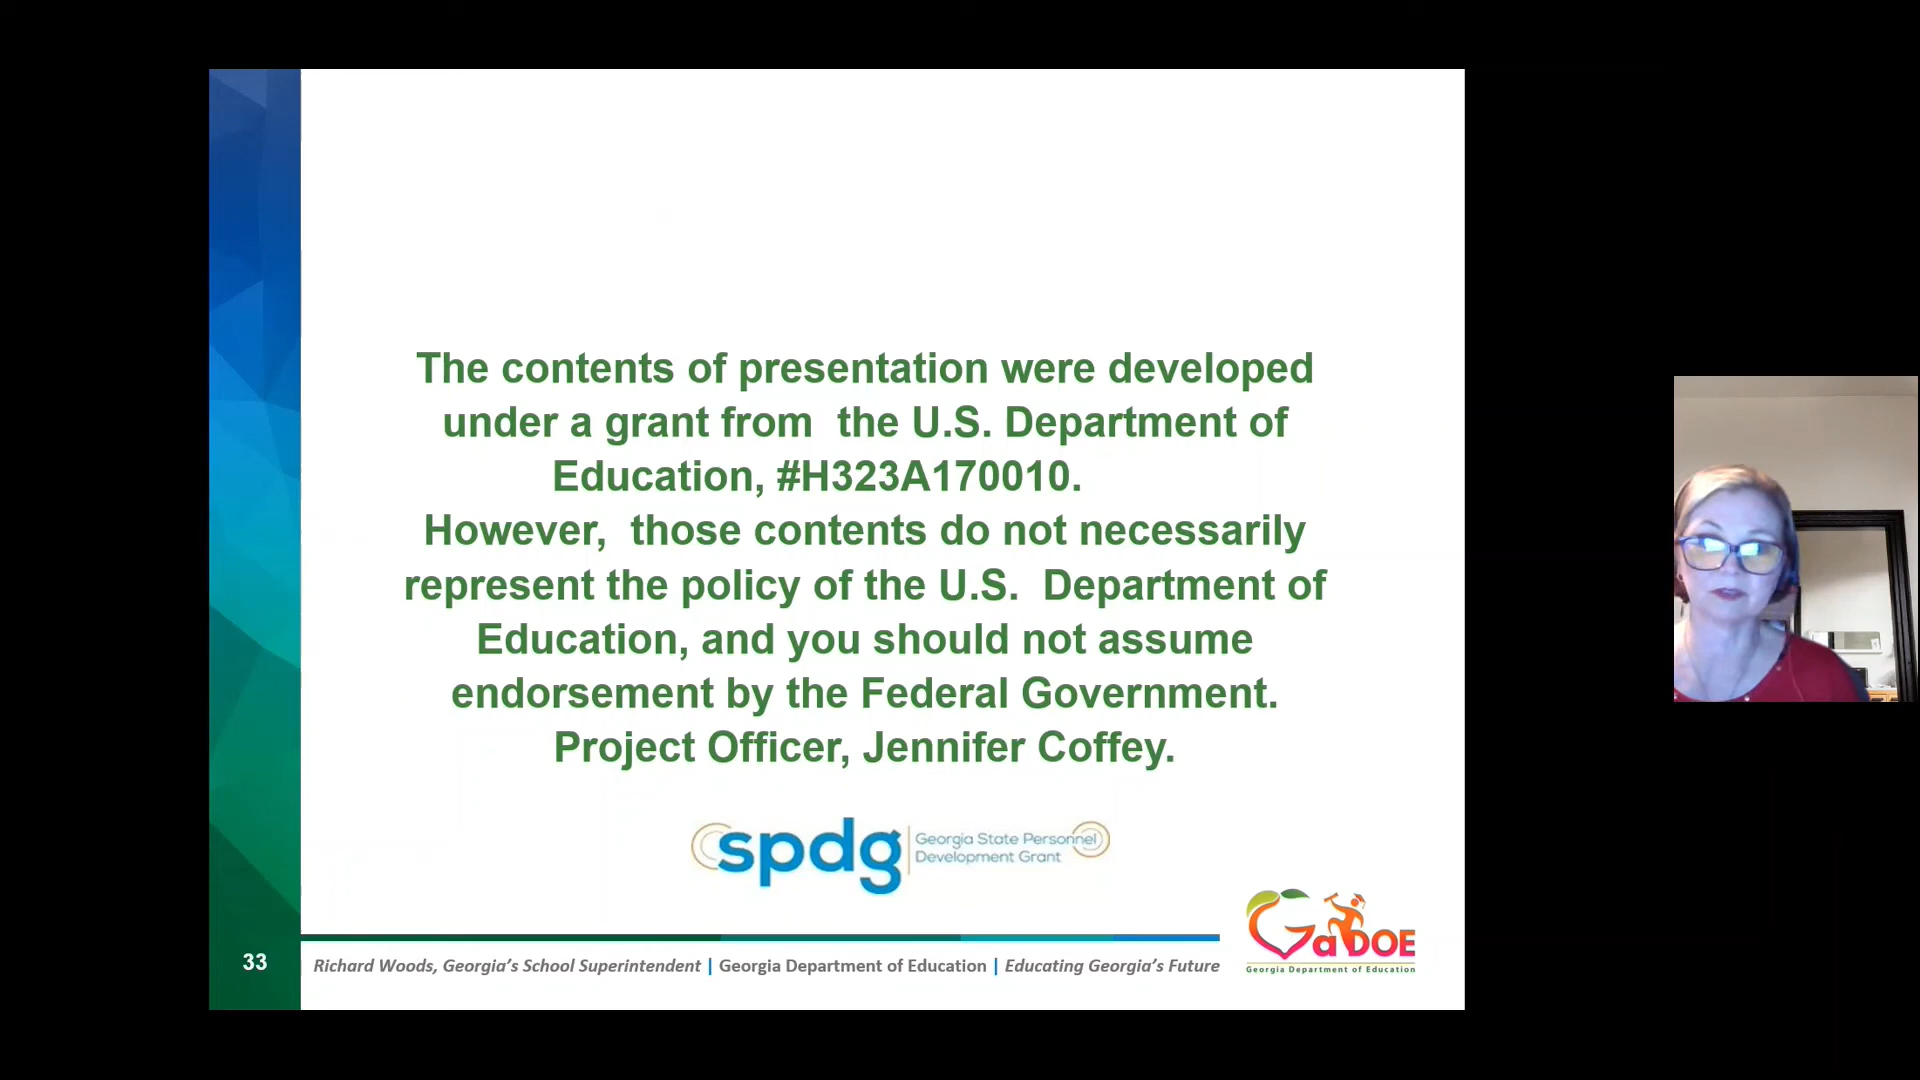 The contents of presentation were developed
under a grant from  the U.S. Department of
Education, #H323A170010.
However,  those contents do not necessarily
represent the policy of the U.S.  Department of
Education, and you should not assume
endorsement by the Federal Government.
Project Officer, Jennifer Coffey.
spdg Georgia State Personnel
Development Grant
GaDOE
Georgia Department of Education
33
Richard Woods, Georgia’s School Superintendent | Georgia Department of Education | Educating Georgia’s Future